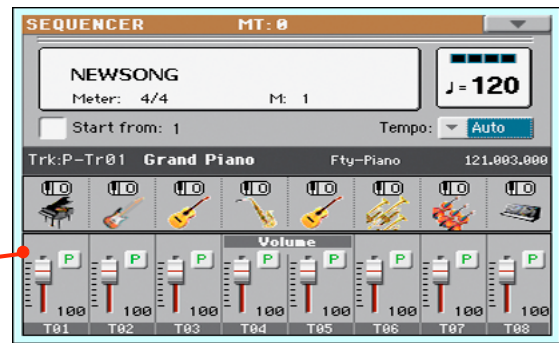 SEQUENCER MT: 0
NEWSONG
Meter: 4/4 M: 1
♩ = 120
Start from: 1 Tempo: Auto
Trk:P-Tr01 Grand Piano Fty-Piano 121.003.000
Volume
P P P P P P P P
100 100 100 100 100 100 100 100
T01 T02 T03 T04 T05 T06 T07 T08